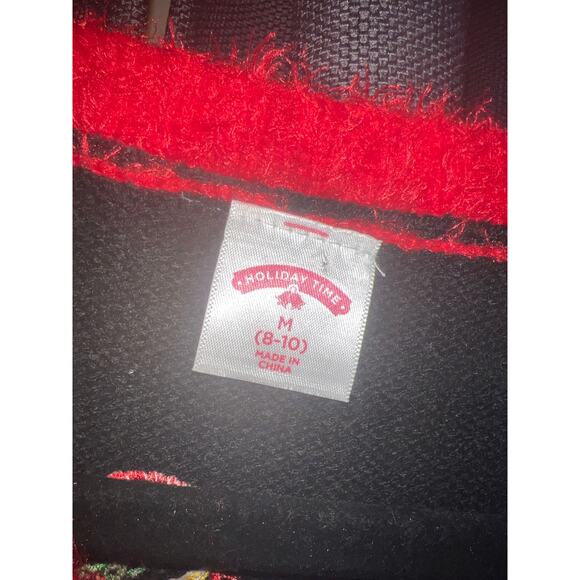 • HOLIDAY TIME •
M
(8-10)
MADE IN
CHINA